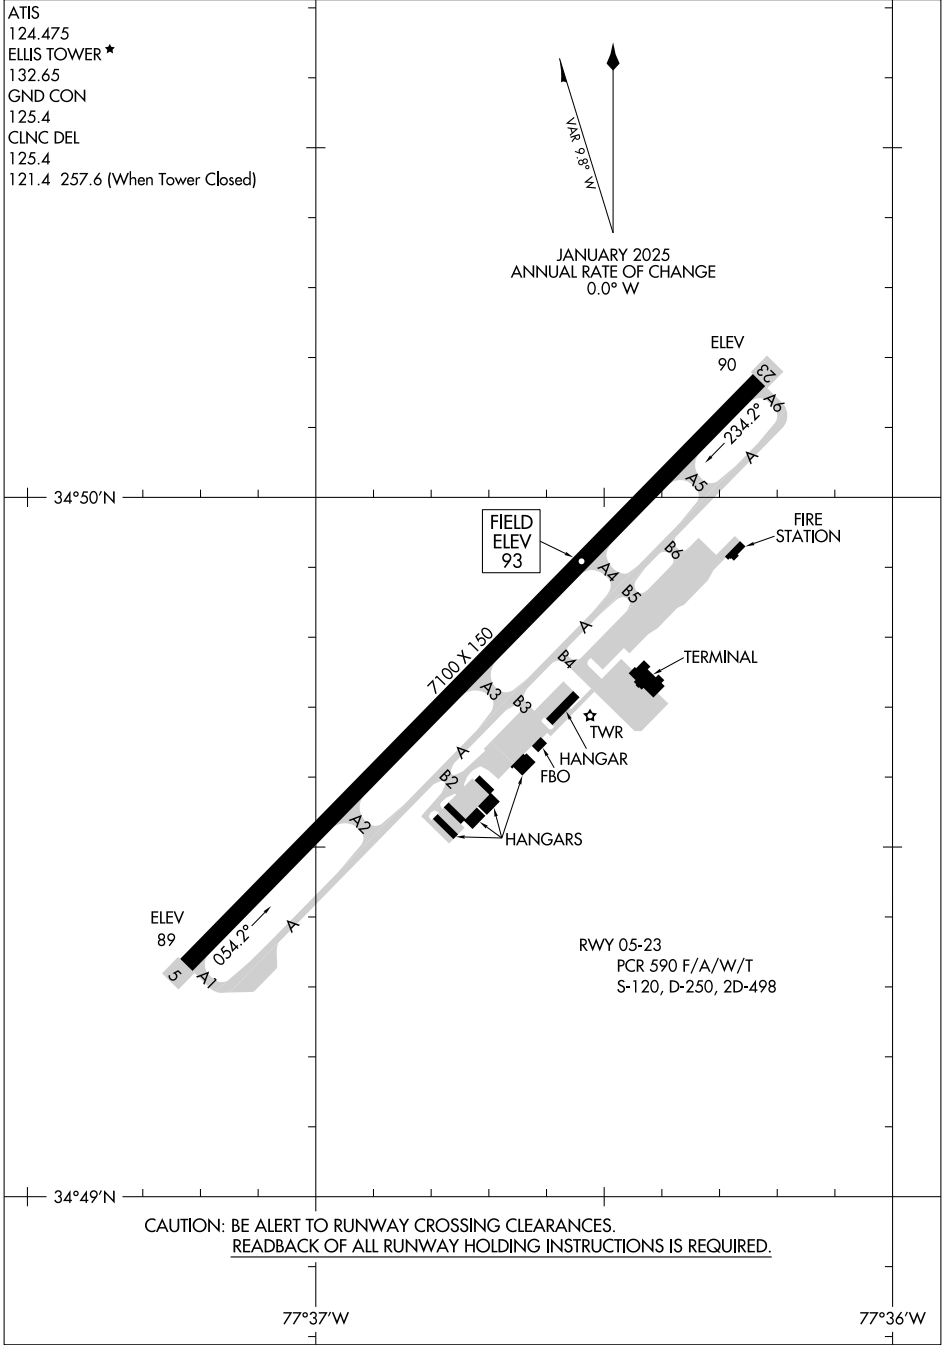 ATIS
124.475
ELLIS TOWER★
132.65
GND CON
125.4
CLNC DEL
125.4
121.4 257.6 (When Tower Closed)
VAR 9.8° W
JANUARY 2025
ANNUAL RATE OF CHANGE
0.0° W
ELEV
90
23
A6
234.2°
A
A5
34°50'N
FIELD
ELEV
93
FIRE
STATION
B6
A4
B5
A
7100 X 150
B4
TERMINAL
A3
B3
TWR
A
HANGAR
FBO
B2
A2
HANGARS
ELEV
89
054.2°
A
5
A1
RWY 05-23
PCR 590 F/A/W/T
S-120, D-250, 2D-498
34°49'N
CAUTION: BE ALERT TO RUNWAY CROSSING CLEARANCES.
READBACK OF ALL RUNWAY HOLDING INSTRUCTIONS IS REQUIRED.
77°37'W
77°36'W